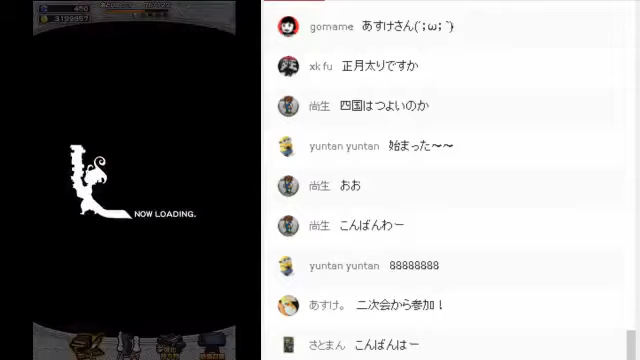 450
3199657
NOW LOADING.
gomame あすけさん(´；ω；`)
xk fu 正月太りですか
尚生 四国はつよいのか
yuntan yuntan 始まった～～
尚生 おお
尚生 こんばんわー
yuntan yuntan 88888888
あすけ。 二次会から参加！
さとまん こんばんはー